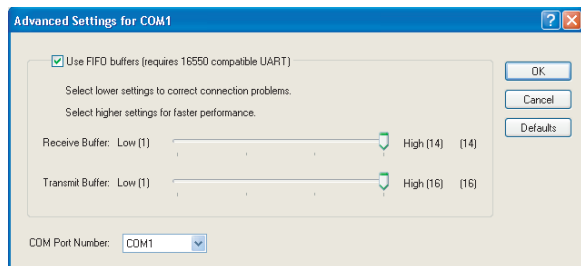 Advanced Settings for COM1
Use FIFO buffers (requires 16550 compatible UART)
OK
Select lower settings to correct connection problems.
Cancel
Select higher settings for faster performance.
Defaults
Receive Buffer: Low (1) High (14) (14)
Transmit Buffer: Low (1) High (16) (16)
COM Port Number: COM1